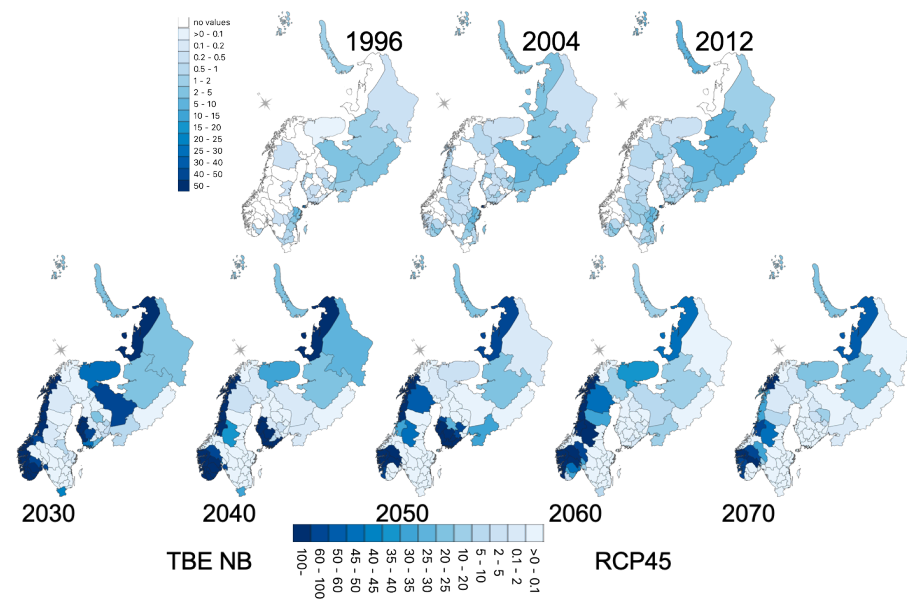 no values
>0 - 0.1
0.1 - 0.2
0.2 - 0.5
0.5 - 1
1 - 2
2 - 5
5 - 10
10 - 15
15 - 20
20 - 25
25 - 30
30 - 40
40 - 50
50 -
1996
2004
2012
2030
2040
2050
2060
2070
TBE NB
RCP45
100-
60 - 100
50 - 60
45 - 50
40 - 45
35 - 40
30 - 35
25 - 30
20 - 25
10 - 20
5 - 10
2 - 5
0.1 - 2
>0 - 0.1